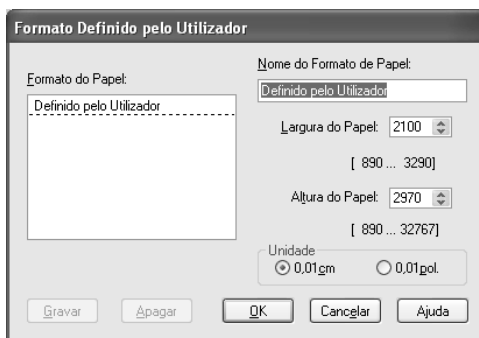 Formato Definido pelo Utilizador
Formato do Papel:
Definido pelo Utilizador
Nome do Formato de Papel:
Definido pelo Utilizador
Largura do Papel: 2100
[ 890 ... 3290]
Altura do Papel: 2970
[ 890 ... 32767]
Unidade
0,01cm 0,01pol.
Gravar Apagar OK Cancelar Ajuda